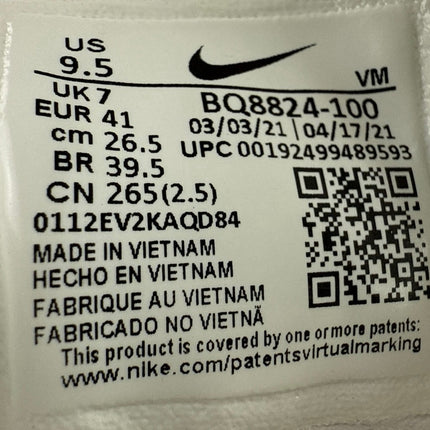 US
9.5
VM
UK 7
BQ8824-100
EUR 41
03/03/21 | 04/17/21
cm 26.5
UPC 00192499489593
BR 39.5
CN 265(2.5)
0112EV2KAQD84
MADE IN VIETNAM
HECHO EN VIETNAM
FABRIQUE AU VIETNAM
FABRICADO NO VIETNÃ
This product is covered by one or more patents:
www.nike.com/patentsvirtualmarking